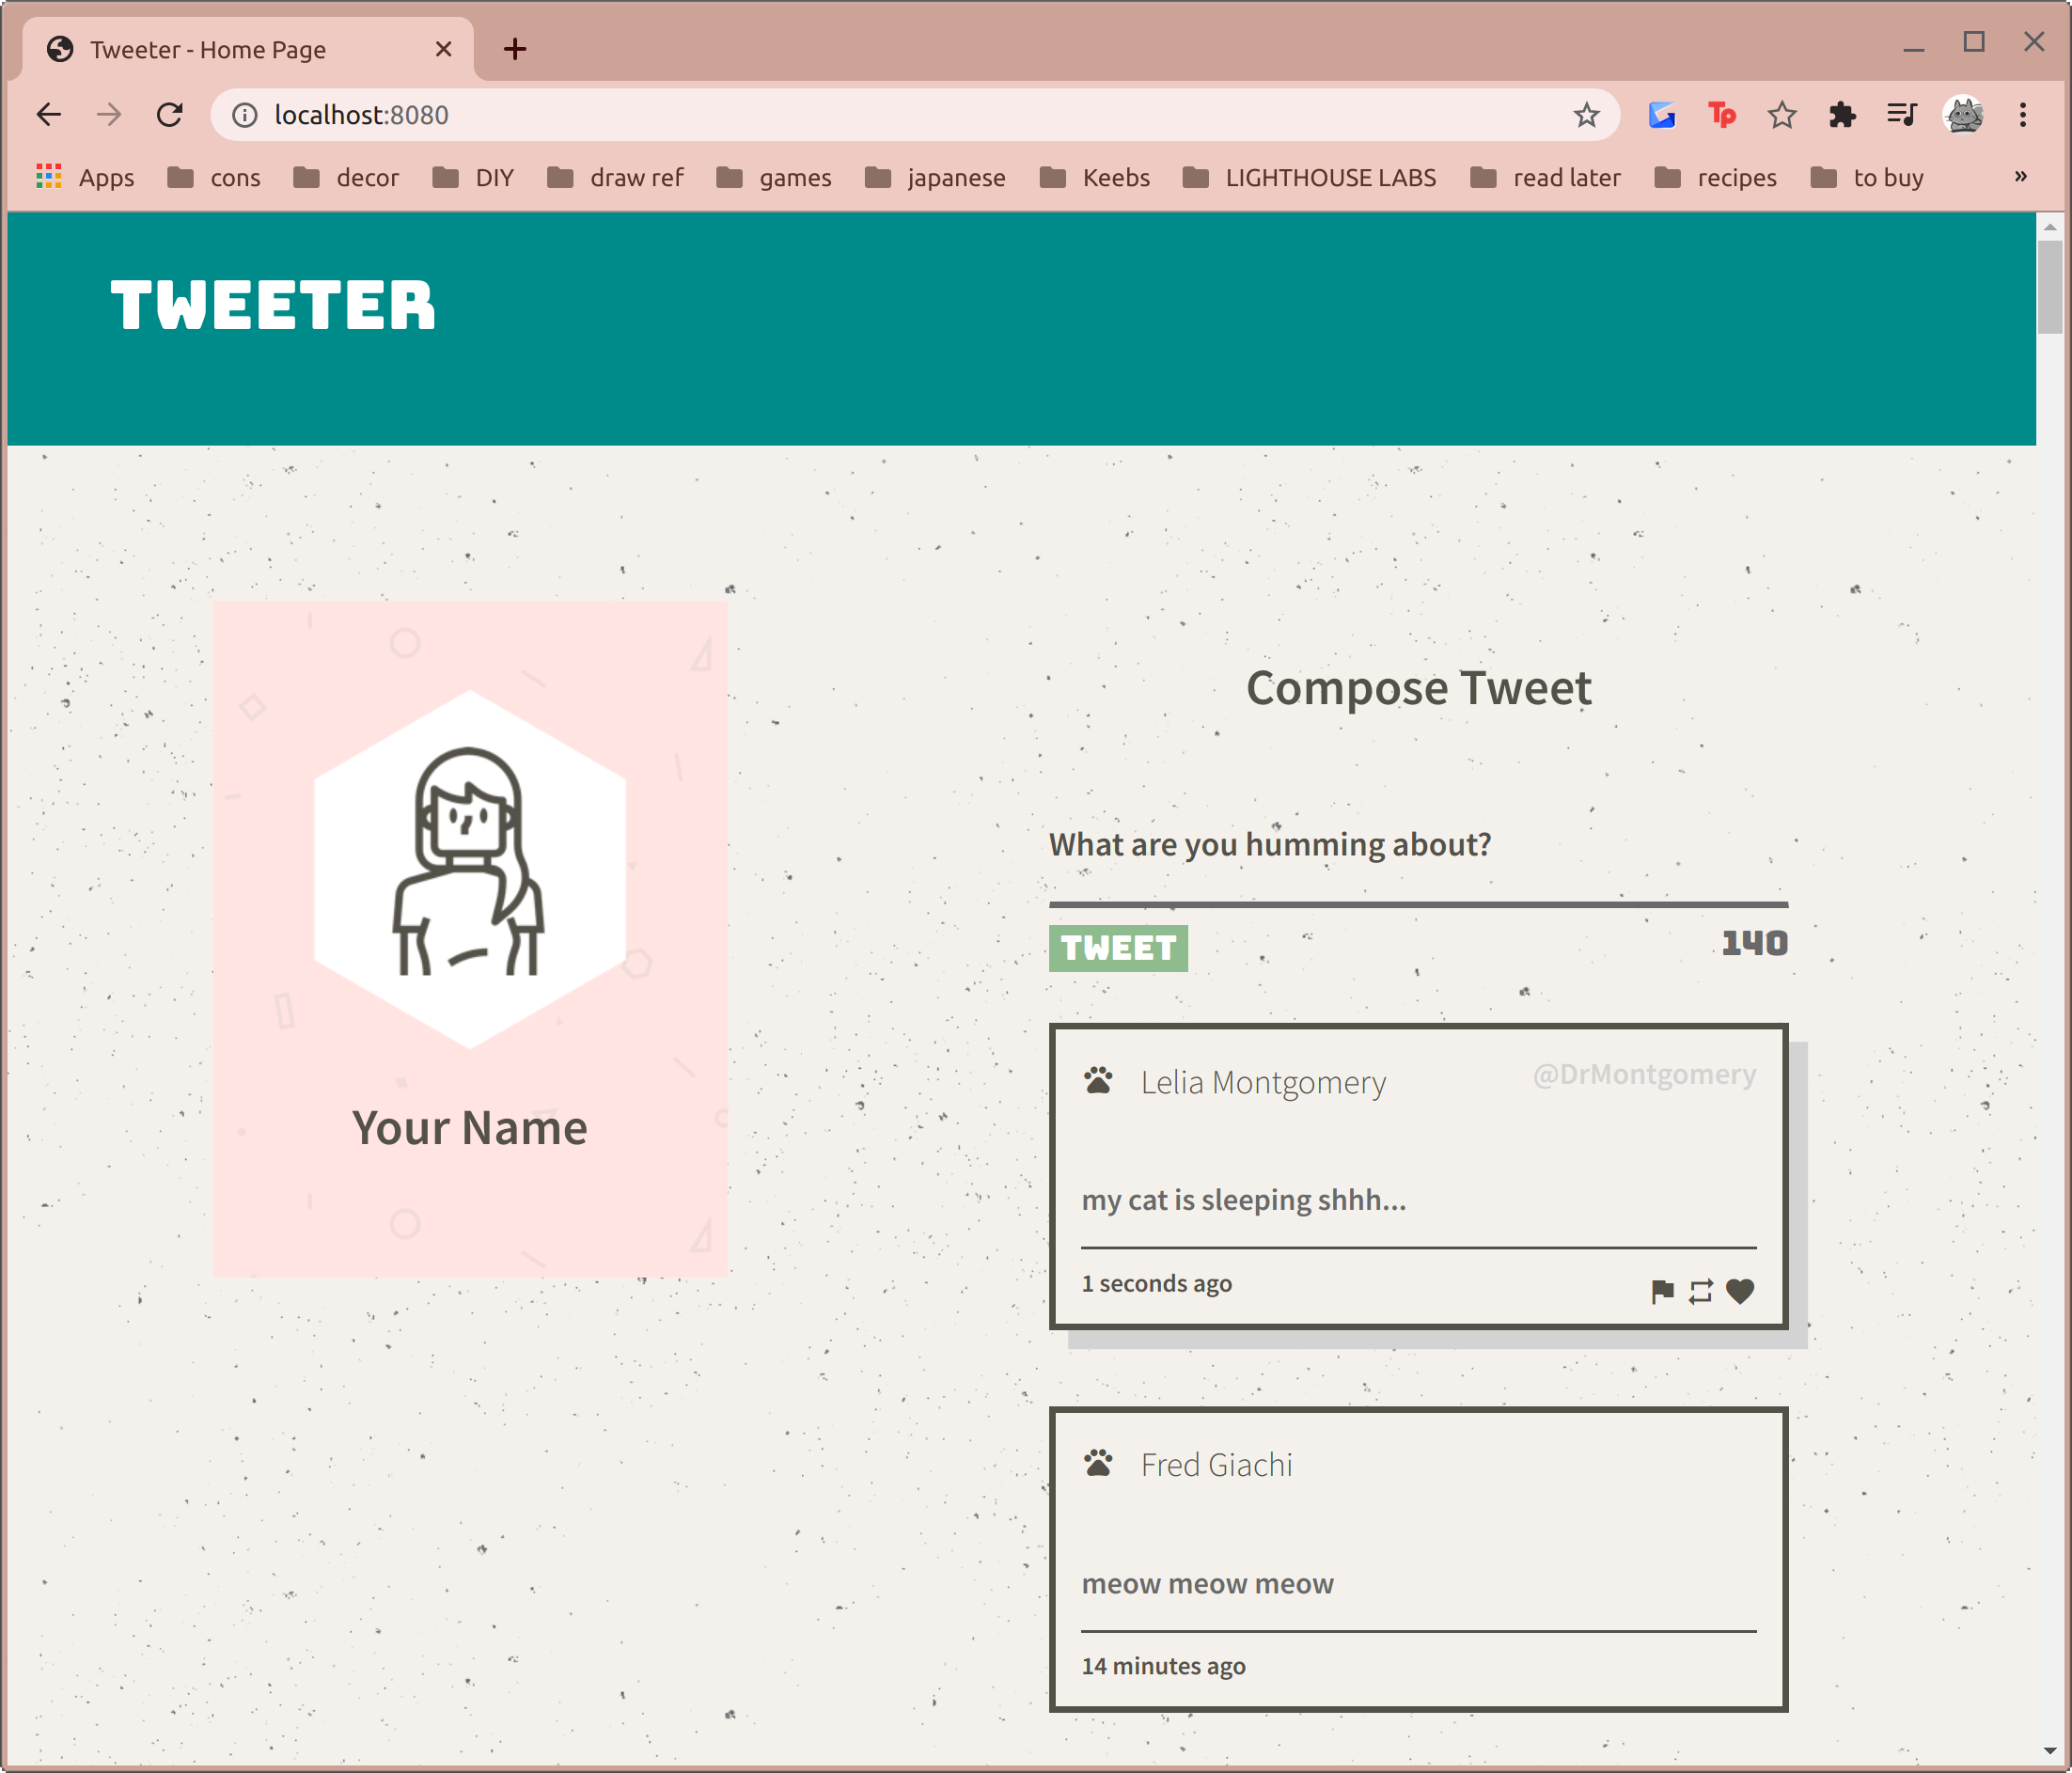 Tweeter - Home Page
localhost:8080
Tp
Apps cons decor DIY draw ref games japanese Keebs LIGHTHOUSE LABS read later recipes to buy »
TWEETER
Compose Tweet
What are you humming about?
TWEET 140
Your Name
Lelia Montgomery @DrMontgomery
my cat is sleeping shhh...
1 seconds ago
Fred Giachi
meow meow meow
14 minutes ago